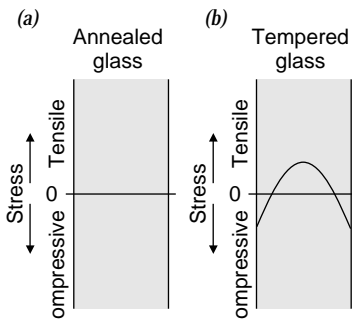 (a)
Annealed
glass
Stress
Tensile
0
ompressive
(b)
Tempered
glass
Stress
Tensile
0
ompressive